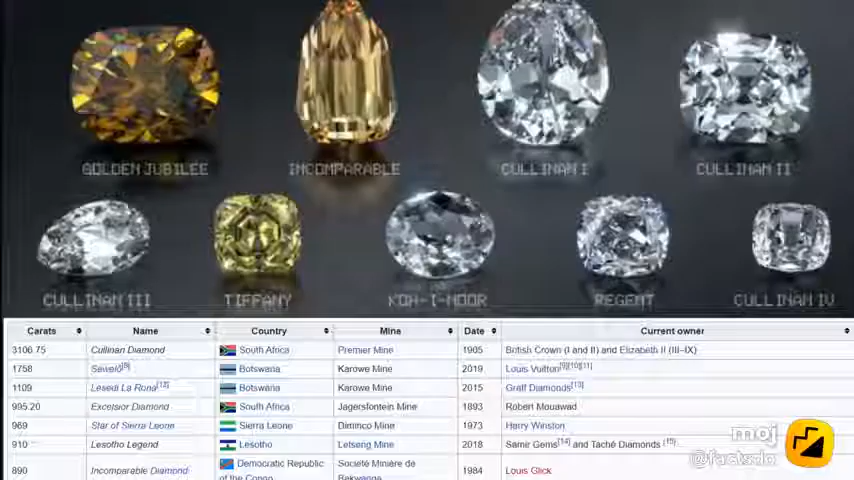 GOLDEN JUBILEE INCOMPARABLE CULLINAN I CULLINAN II
CULLINAN III TIFFANY KOH-I-NOOR REGENT CULLINAN IV
Carats Name Country Mine Date Current owner
3106.75 Cullinan Diamond South Africa Premier Mine 1905 British Crown (I and II) and Elizabeth II (III–IX)
1758 Sewelô[8] Botswana Karowe Mine 2019 Louis Vuitton[9][10][11]
1109 Lesedi La Rona[12] Botswana Karowe Mine 2015 Graff Diamonds[13]
995.20 Excelsior Diamond South Africa Jagersfontein Mine 1893 Robert Mouawad
969 Star of Sierra Leone Sierra Leone Diminco Mine 1973 Harry Winston
910 Lesotho Legend Lesotho Letseng Mine 2018 Samir Gems[14] and Taché Diamonds [15]
890 Incomparable Diamond Democratic Republic of the Congo Société Minière de Bakwanga 1984 Louis Glick
moj